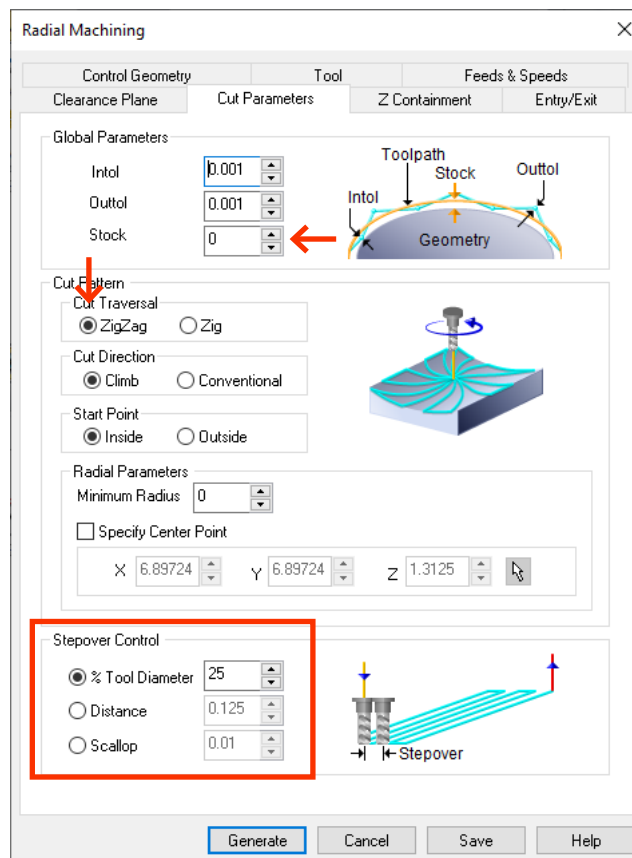 Radial Machining
Control Geometry Tool Feeds & Speeds
Clearance Plane Cut Parameters Z Containment Entry/Exit
Global Parameters
Intol 0.001
Outtol 0.001
Stock 0
Toolpath
Stock Outtol
Intol
Geometry
Cut Pattern
Cut Traversal
ZigZag Zig
Cut Direction
Climb Conventional
Start Point
Inside Outside
Radial Parameters
Minimum Radius 0
Specify Center Point
X 6.89724 Y 6.89724 Z 1.3125
Stepover Control
% Tool Diameter 25
Distance 0.125
Scallop 0.01
Stepover
Generate Cancel Save Help